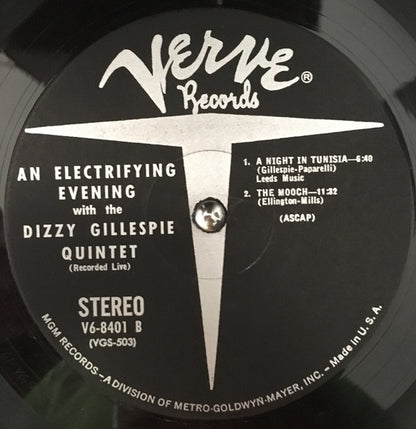 VERVE®
Records
AN ELECTRIFYING
EVENING
with the
DIZZY GILLESPIE
QUINTET
(Recorded Live)
STEREO
V6-8401 B
(VGS-503)
1. A NIGHT IN TUNISIA—6:40
(Gillespie-Paparelli)
Leeds Music
2. THE MOOCH—11:32
(Ellington-Mills)
(ASCAP)
MGM RECORDS—A DIVISION OF METRO-GOLDWYN-MAYER, INC.—Made in U.S.A.